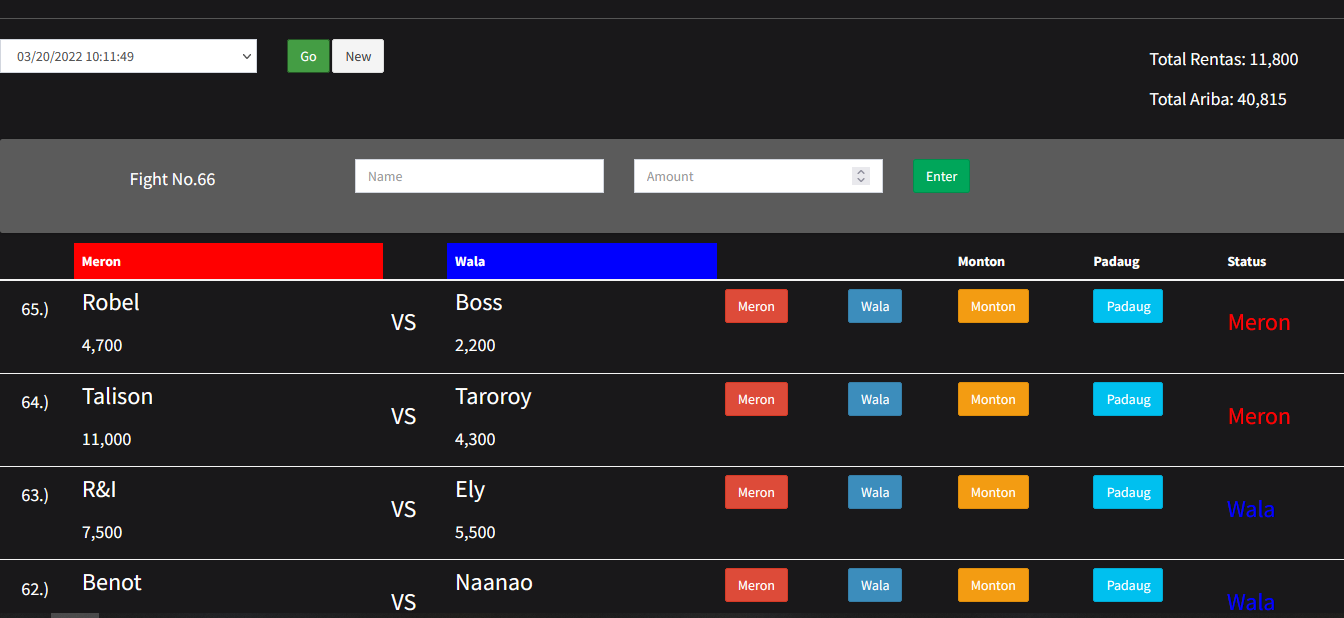 03/20/2022 10:11:49 Go New
Total Rentas: 11,800
Total Ariba: 40,815
Fight No.66 Name Amount Enter
Meron Wala Monton Padaug Status
65.) Robel VS Boss Meron Wala Monton Padaug Meron
4,700 2,200
64.) Talison VS Taroroy Meron Wala Monton Padaug Meron
11,000 4,300
63.) R&I VS Ely Meron Wala Monton Padaug Wala
7,500 5,500
62.) Benot VS Naanao Meron Wala Monton Padaug Wala